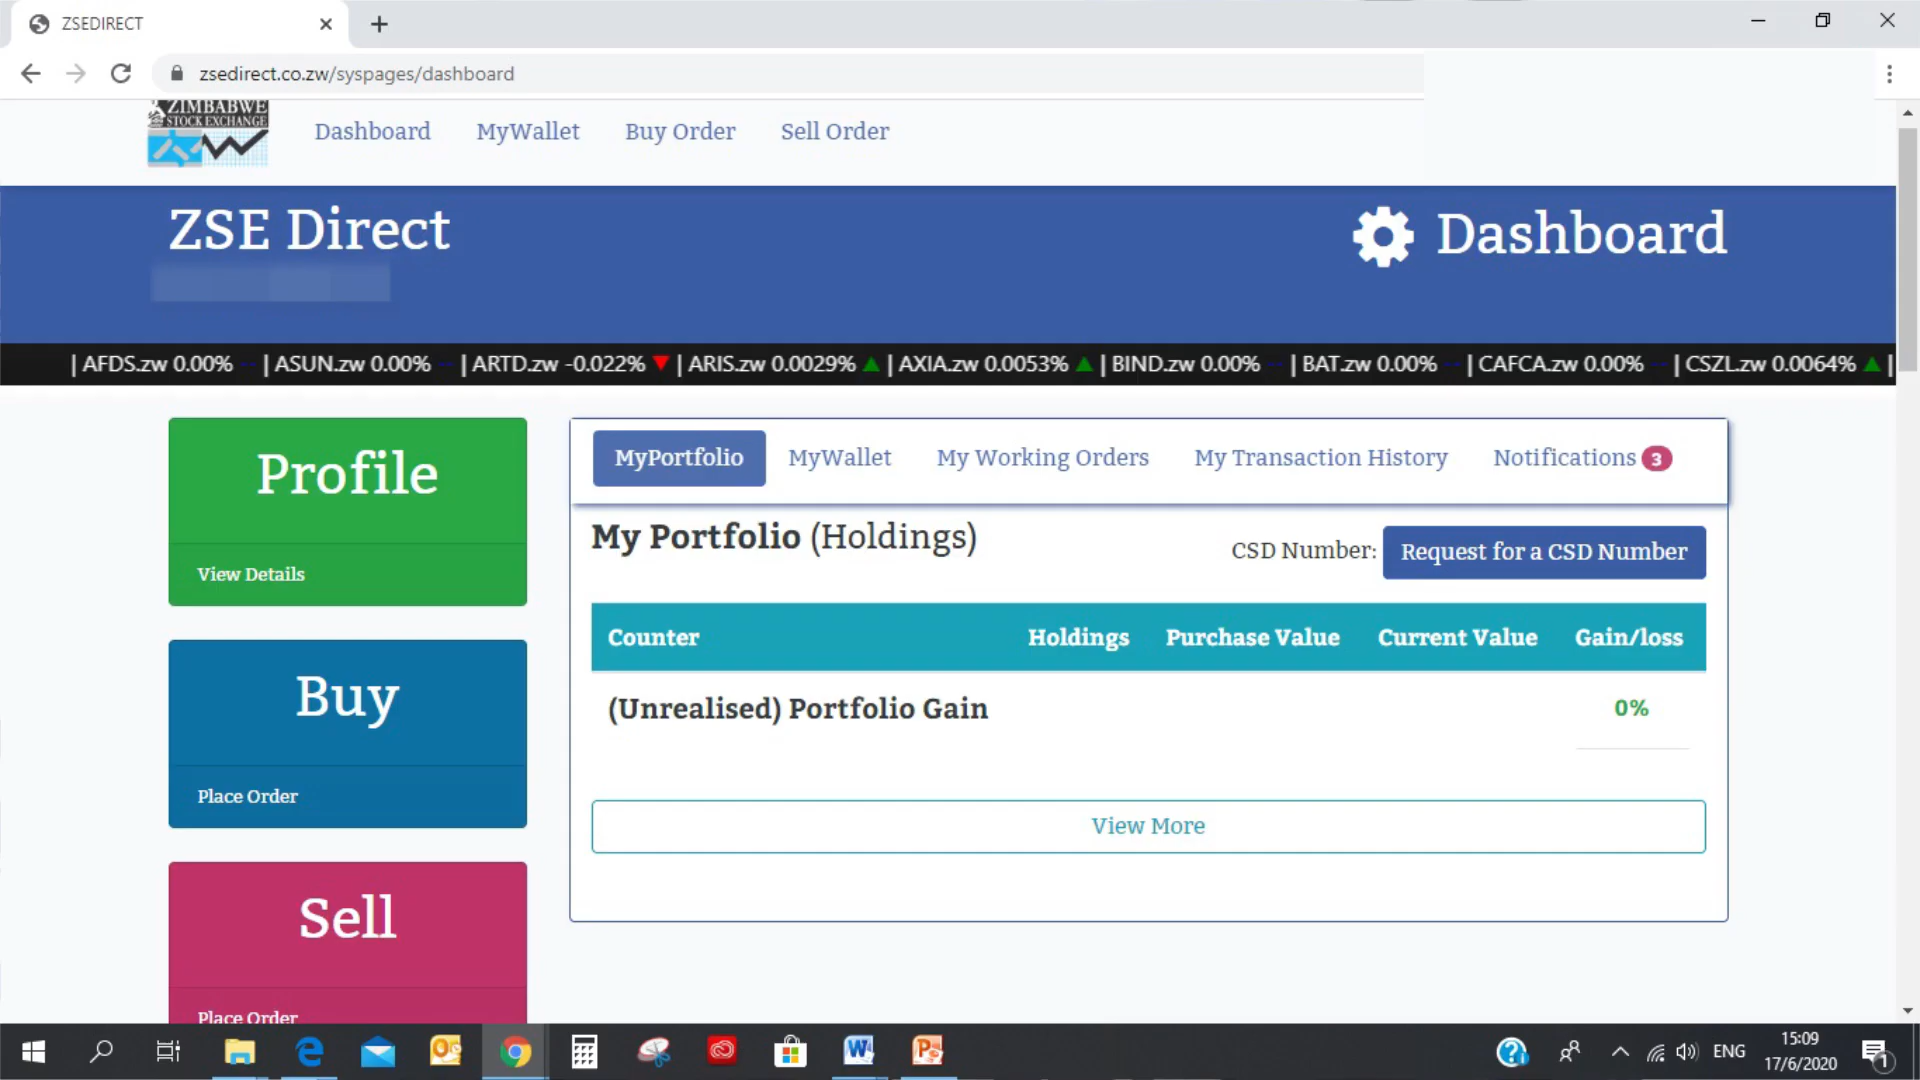 ZSEDIRECT
zsedirect.co.zw/syspages/dashboard
ZIMBABWE
STOCK EXCHANGE
Dashboard MyWallet Buy Order Sell Order
ZSE Direct
Dashboard
| AFDS.zw 0.00% -- | ASUN.zw 0.00% -- | ARTD.zw -0.022% ▼ | ARIS.zw 0.0029% ▲ | AXIA.zw 0.0053% ▲ | BIND.zw 0.00% -- | BAT.zw 0.00% -- | CAFCA.zw 0.00% -- | CSZL.zw 0.0064% ▲ |
Profile
View Details
Buy
Place Order
Sell
Place Order
MyPortfolio MyWallet My Working Orders My Transaction History Notifications 3
My Portfolio (Holdings)
CSD Number: Request for a CSD Number
Counter Holdings Purchase Value Current Value Gain/loss
(Unrealised) Portfolio Gain 0%
View More
ENG
15:09
17/6/2020
1